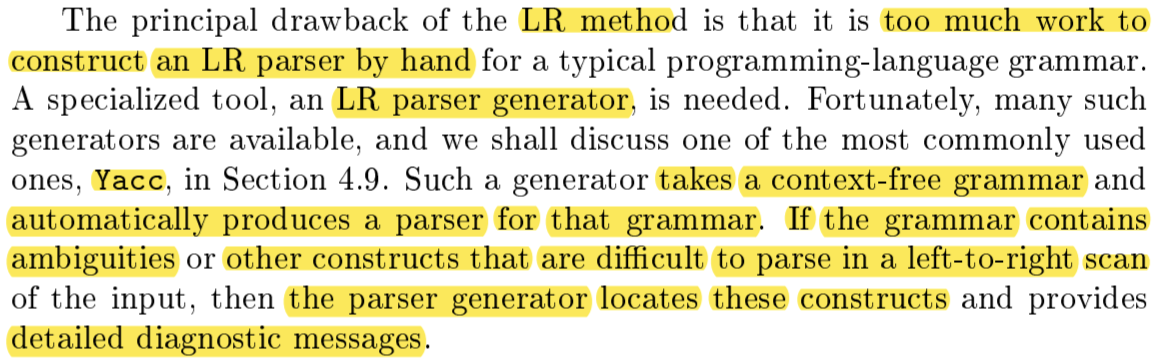 The principal drawback of the LR method is that it is too much work to
construct an LR parser by hand for a typical programming-language grammar.
A specialized tool, an LR parser generator, is needed. Fortunately, many such
generators are available, and we shall discuss one of the most commonly used
ones, Yacc, in Section 4.9. Such a generator takes a context-free grammar and
automatically produces a parser for that grammar. If the grammar contains
ambiguities or other constructs that are difficult to parse in a left-to-right scan
of the input, then the parser generator locates these constructs and provides
detailed diagnostic messages.